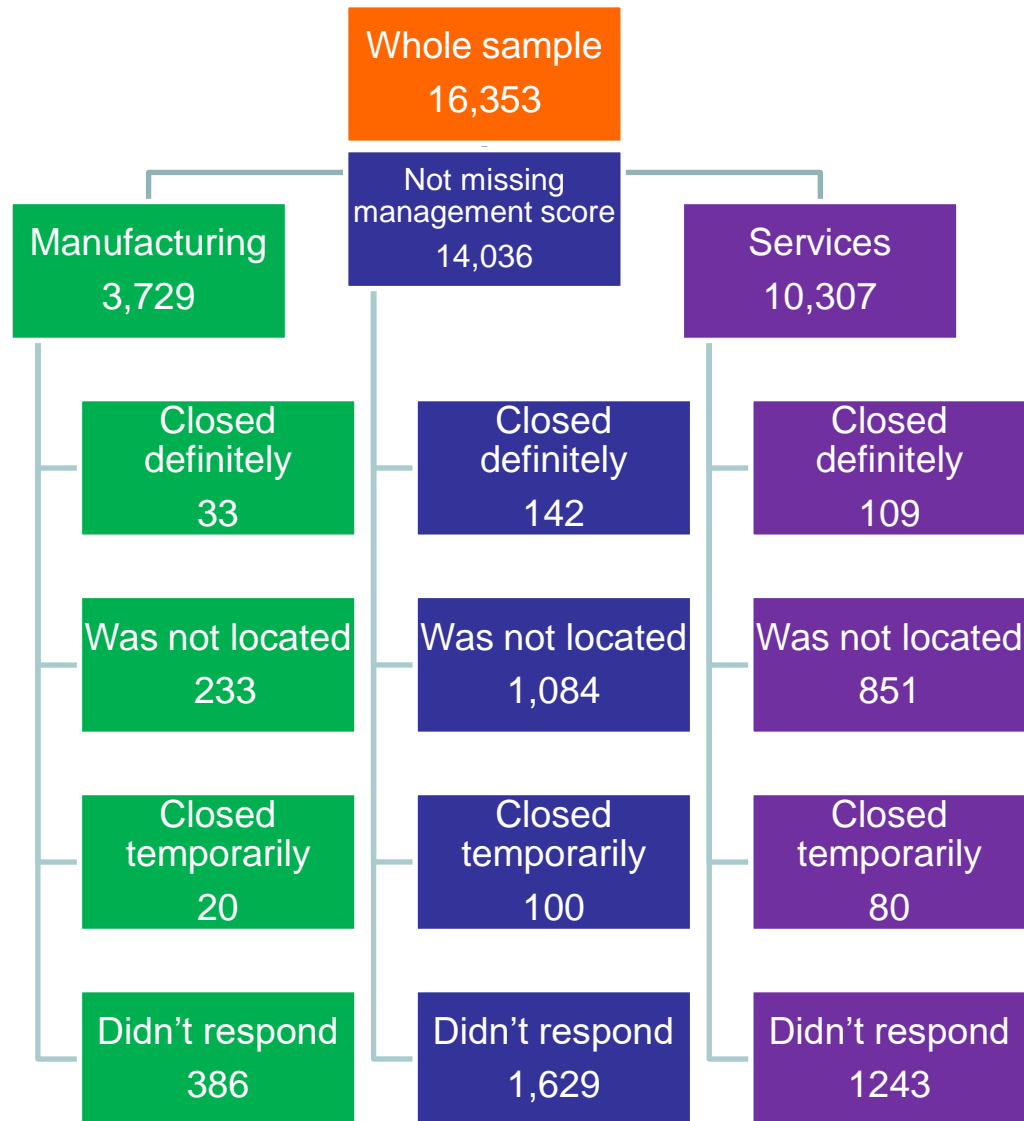 Whole sample
16,353
Not missing
management score
14,036
Manufacturing
3,729
Services
10,307
Closed
definitely
33
Closed
definitely
142
Closed
definitely
109
Was not located
233
Was not located
1,084
Was not located
851
Closed
temporarily
20
Closed
temporarily
100
Closed
temporarily
80
Didn’t respond
386
Didn’t respond
1,629
Didn’t respond
1243